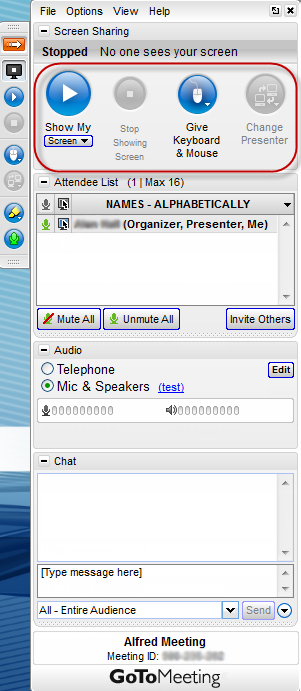 File Options View Help
Screen Sharing
Stopped No one sees your screen
Show My
Screen
Stop
Showing
Screen
Give
Keyboard
& Mouse
Change
Presenter
Attendee List (1 | Max 16)
NAMES - ALPHABETICALLY
(Organizer, Presenter, Me)
Mute All Unmute All Invite Others
Audio
Telephone Edit
Mic & Speakers (test)
Chat
[Type message here]
All - Entire Audience Send
Alfred Meeting
Meeting ID:
GoToMeeting